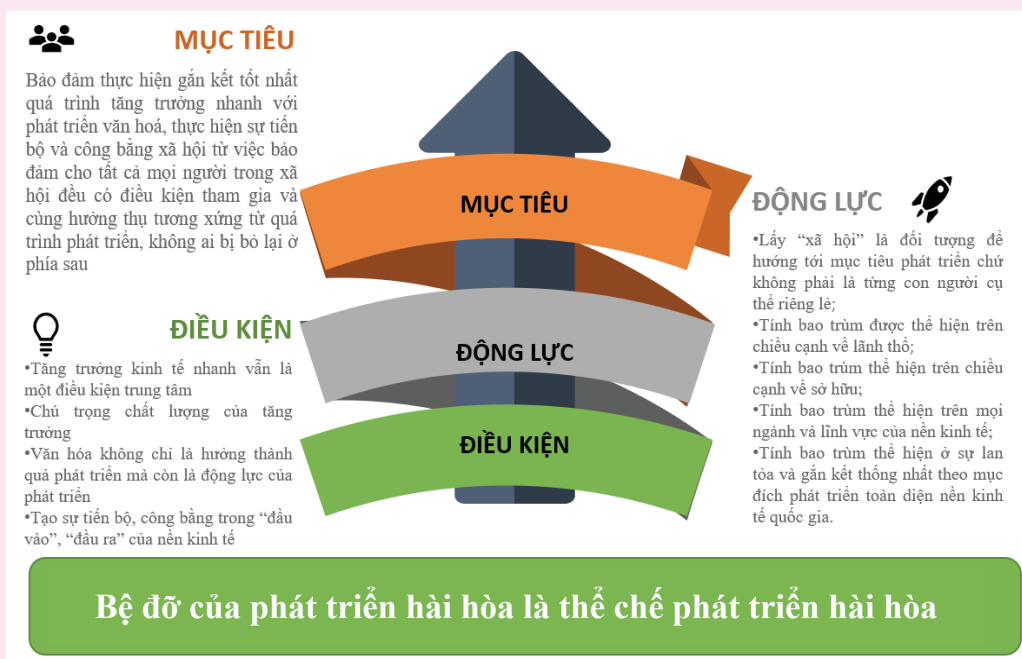 MỤC TIÊU
Bảo đảm thực hiện gắn kết tốt nhất
quá trình tăng trưởng nhanh với
phát triển văn hoá, thực hiện sự tiến
bộ và công bằng xã hội từ việc bảo
đảm cho tất cả mọi người trong xã
hội đều có điều kiện tham gia và
cùng hưởng thụ tương xứng từ quá
trình phát triển, không ai bị bỏ lại ở
phía sau
ĐIỀU KIỆN
•Tăng trưởng kinh tế nhanh vẫn là
một điều kiện trung tâm
•Chú trọng chất lượng của tăng
trưởng
•Văn hóa không chỉ là hưởng thành
quả phát triển mà còn là động lực của
phát triển
•Tạo sự tiến bộ, công bằng trong “đầu
vào”, “đầu ra” của nền kinh tế
MỤC TIÊU
ĐỘNG LỰC
ĐIỀU KIỆN
ĐỘNG LỰC
•Lấy “xã hội” là đối tượng để
hướng tới mục tiêu phát triển chứ
không phải là từng con người cụ
thể riêng lẻ;
•Tính bao trùm được thể hiện trên
chiều cạnh về lãnh thổ;
•Tính bao trùm thể hiện trên chiều
cạnh về sở hữu;
•Tính bao trùm thể hiện trên mọi
ngành và lĩnh vực của nền kinh tế;
•Tính bao trùm thể hiện ở sự lan
tỏa và gắn kết thống nhất theo mục
đích phát triển toàn diện nền kinh
tế quốc gia.
Bệ đỡ của phát triển hài hòa là thể chế phát triển hài hòa